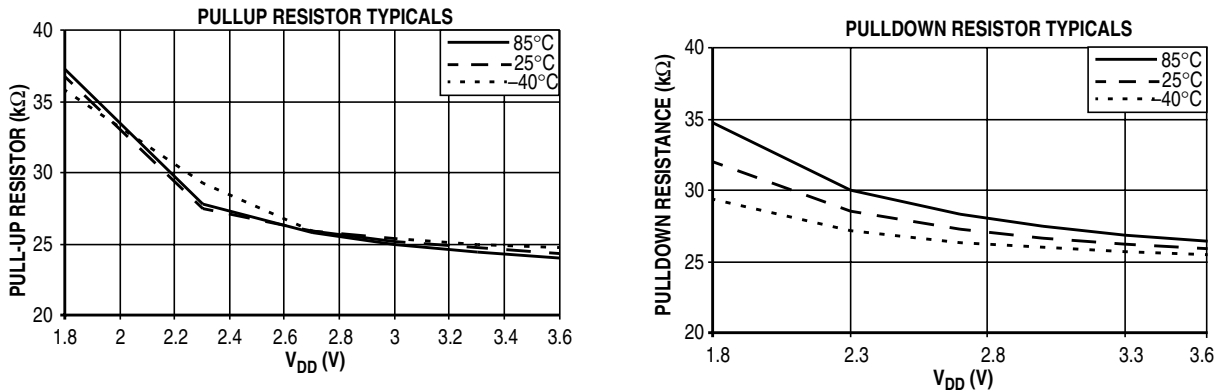 PULLUP RESISTOR TYPICALS
85°C
25°C
–40°C
PULL-UP RESISTOR (kΩ)
40
35
30
25
20
1.8 2 2.2 2.4 2.6 2.8 3 3.2 3.4 3.6
VDD (V)
PULLDOWN RESISTOR TYPICALS
85°C
25°C
–40°C
PULLDOWN RESISTANCE (kΩ)
40
35
30
25
20
1.8 2.3 2.8 3.3 3.6
VDD (V)